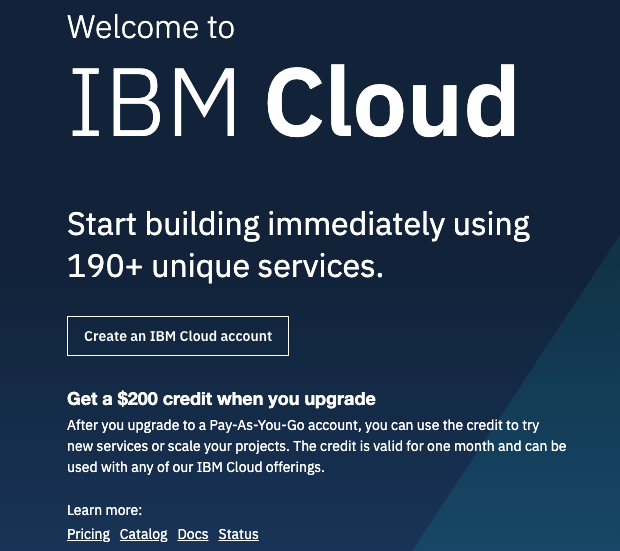 Welcome to
IBM Cloud
Start building immediately using
190+ unique services.
Create an IBM Cloud account
Get a $200 credit when you upgrade
After you upgrade to a Pay-As-You-Go account, you can use the credit to try
new services or scale your projects. The credit is valid for one month and can be
used with any of our IBM Cloud offerings.
Learn more:
Pricing Catalog Docs Status